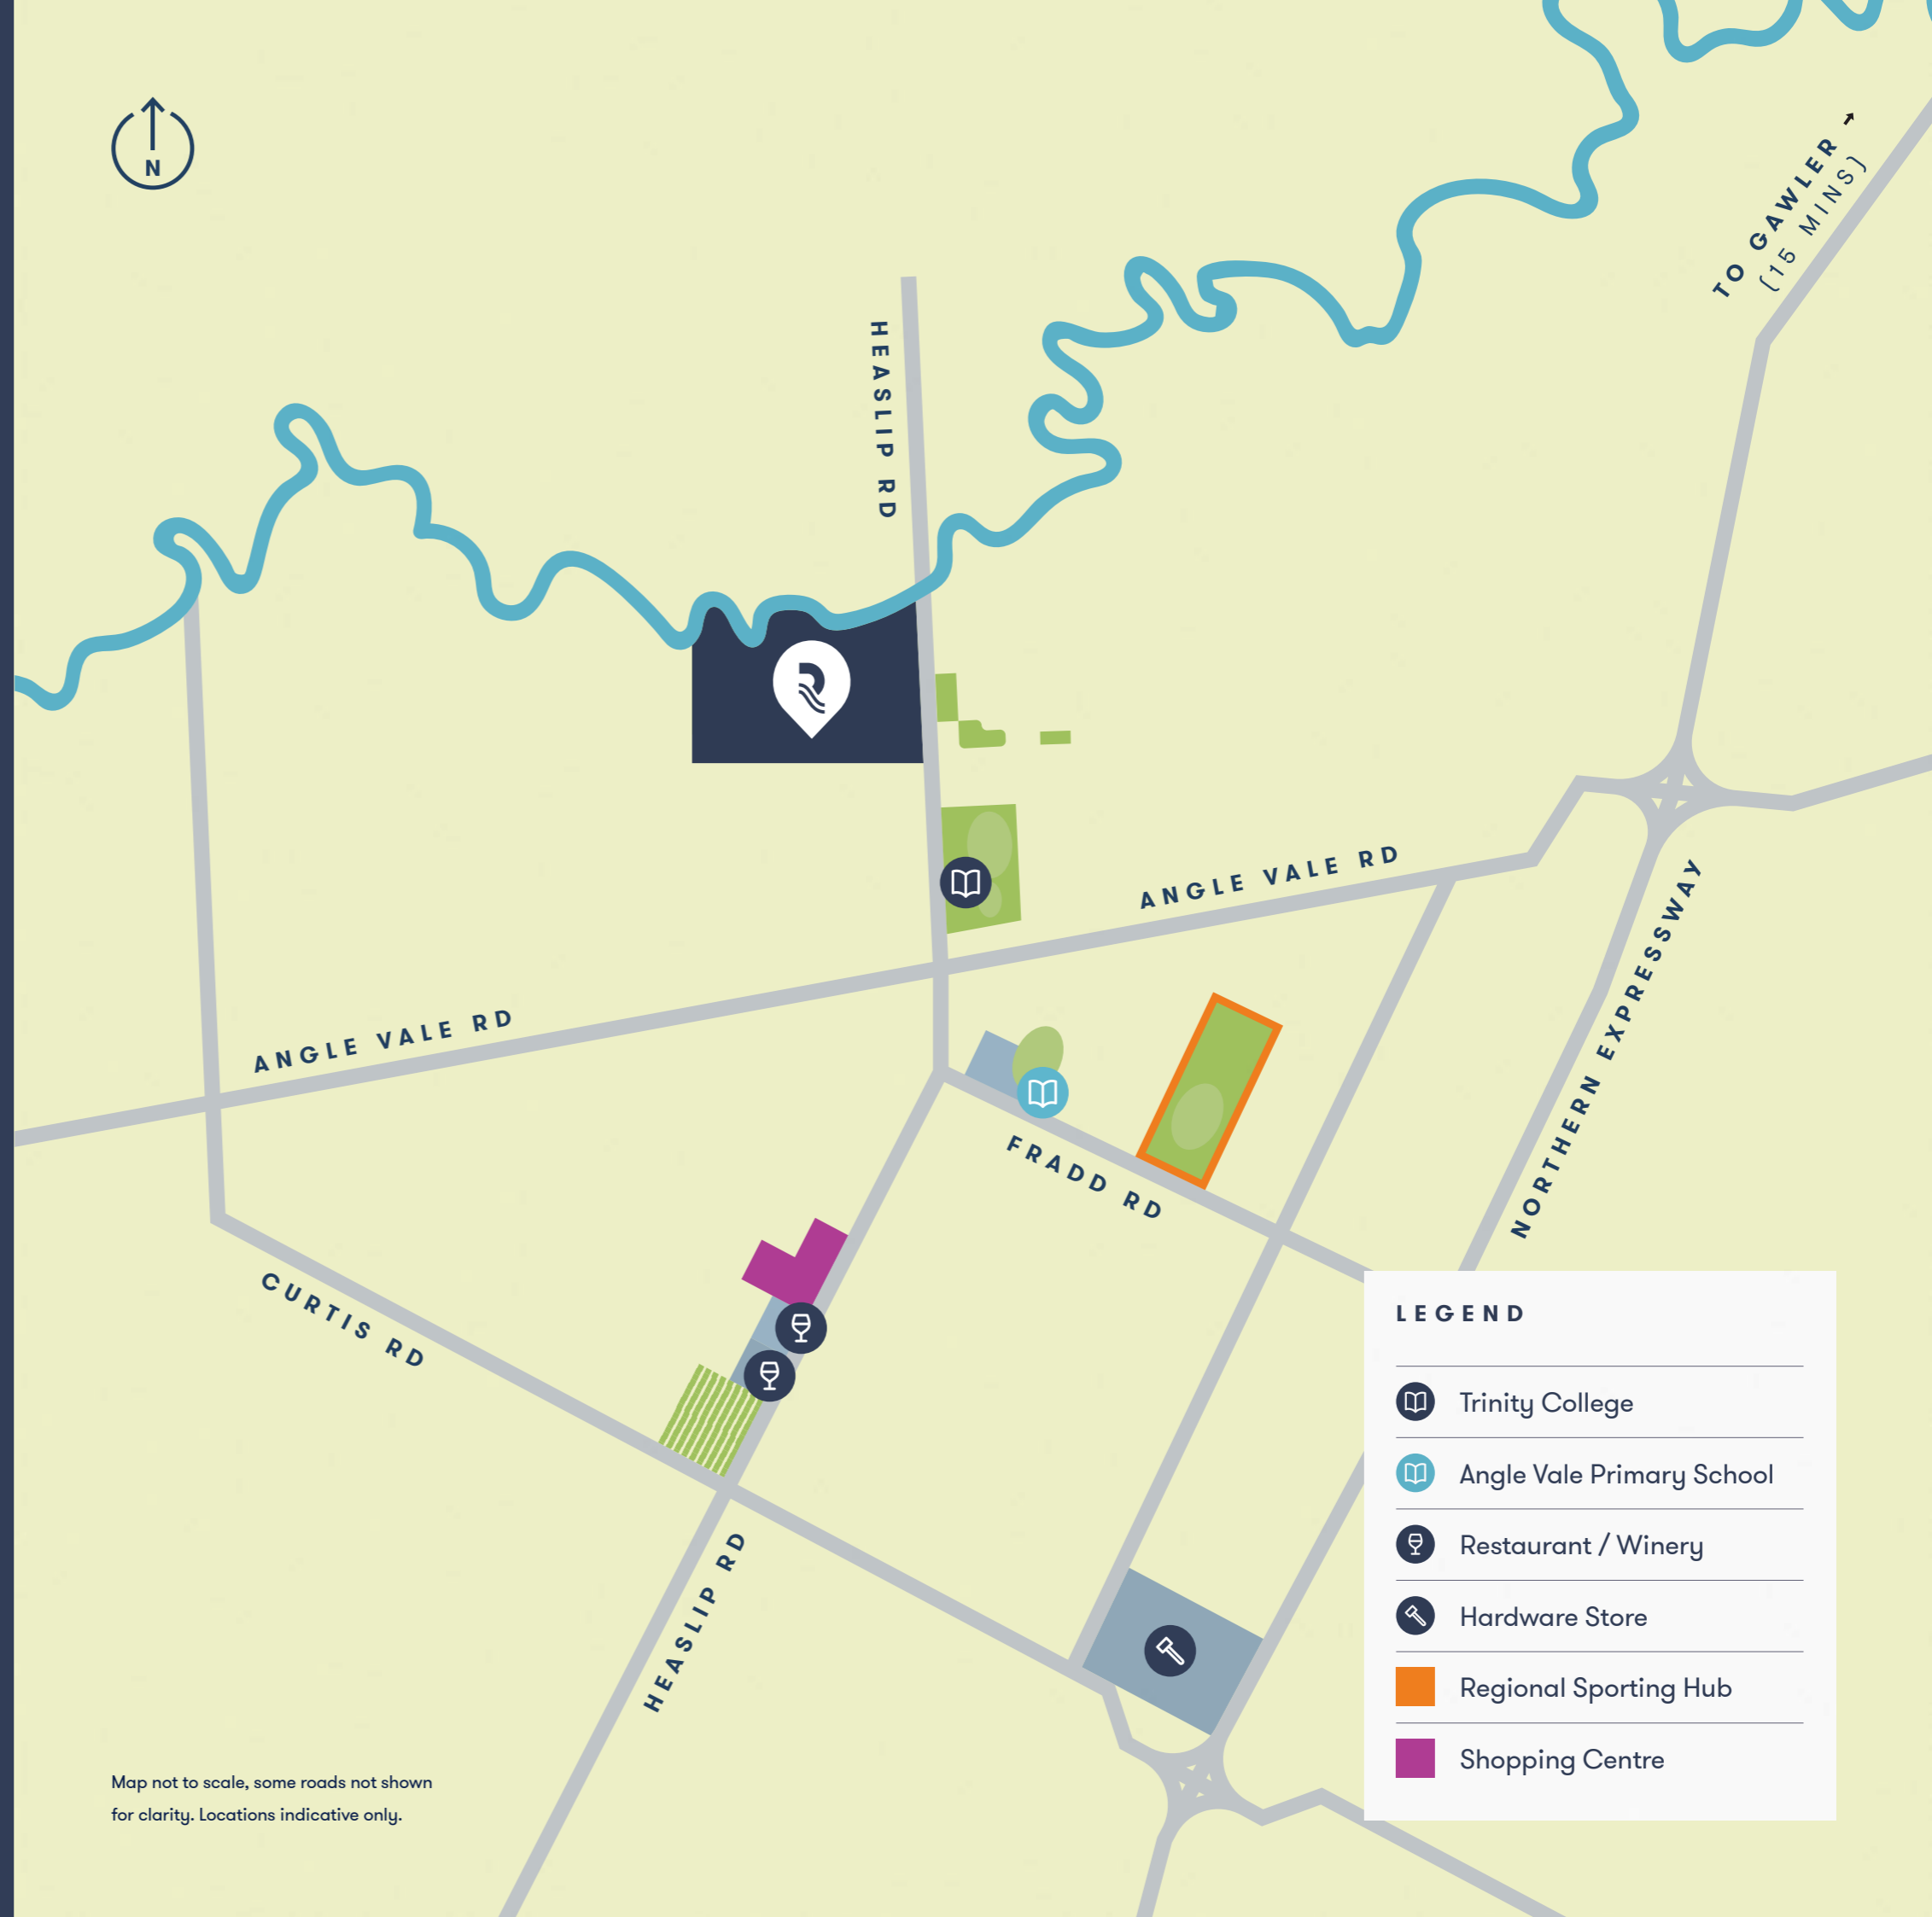 N
TO GAWLER
(15 MINS)
HEASLIP RD
ANGLE VALE RD
ANGLE VALE RD
NORTHERN EXPRESSWAY
FRADD RD
CURTIS RD
HEASLIP RD
LEGEND
Trinity College
Angle Vale Primary School
Restaurant / Winery
Hardware Store
Regional Sporting Hub
Shopping Centre
Map not to scale, some roads not shown
for clarity. Locations indicative only.